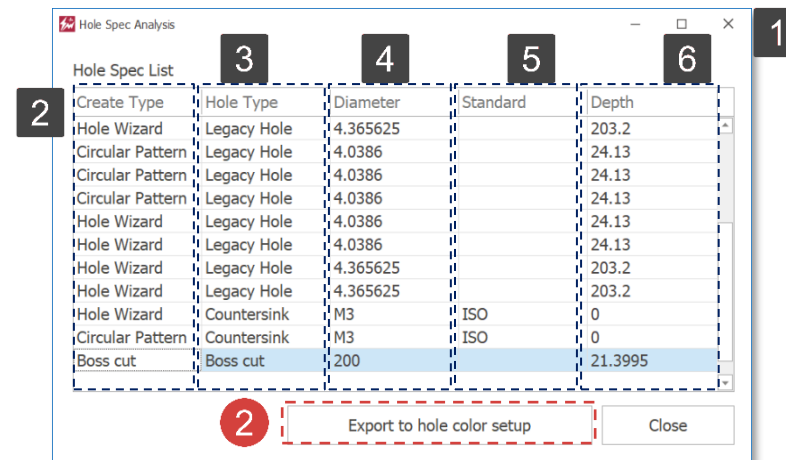 Hole Spec Analysis
1
Hole Spec List
3 4 5 6
2
Create Type Hole Type Diameter Standard Depth
Hole Wizard Legacy Hole 4.365625 203.2
Circular Pattern Legacy Hole 4.0386 24.13
Circular Pattern Legacy Hole 4.0386 24.13
Circular Pattern Legacy Hole 4.0386 24.13
Hole Wizard Legacy Hole 4.0386 24.13
Hole Wizard Legacy Hole 4.0386 24.13
Hole Wizard Legacy Hole 4.365625 203.2
Hole Wizard Legacy Hole 4.365625 203.2
Hole Wizard Countersink M3 ISO 0
Circular Pattern Countersink M3 ISO 0
Boss cut Boss cut 200 21.3995
2 Export to hole color setup Close